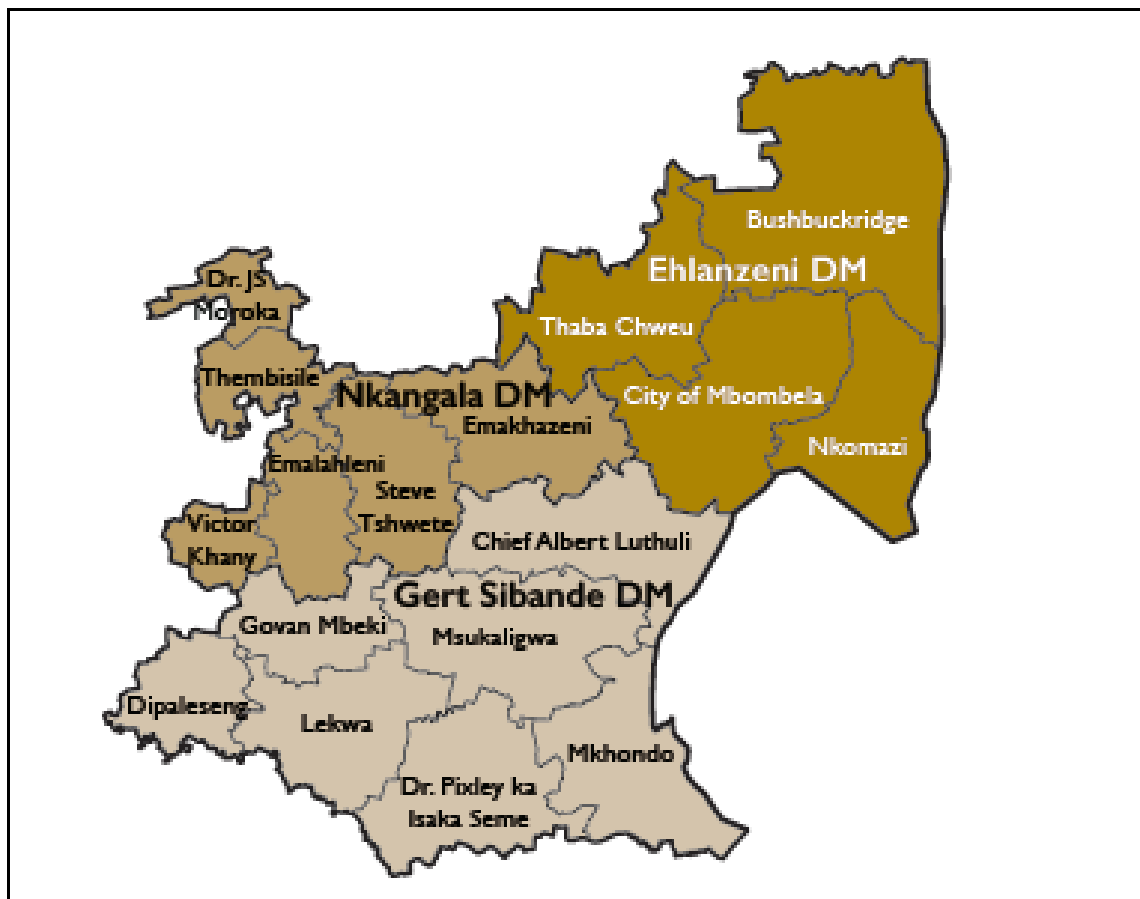 Bushbuckridge
Ehlanzeni DM
Dr. JS
Moroka
Thaba Chweu
Thembisile
Nkangala DM
City of Mbombela
Emakhazeni
Nkomazi
Emalahleni
Steve
Tshwete
Victor
Khany
Chief Albert Luthuli
Gert Sibande DM
Govan Mbeki
Msukaligwa
Dipaleseng
Lekwa
Mkhondo
Dr. Pixley ka
Isaka Seme